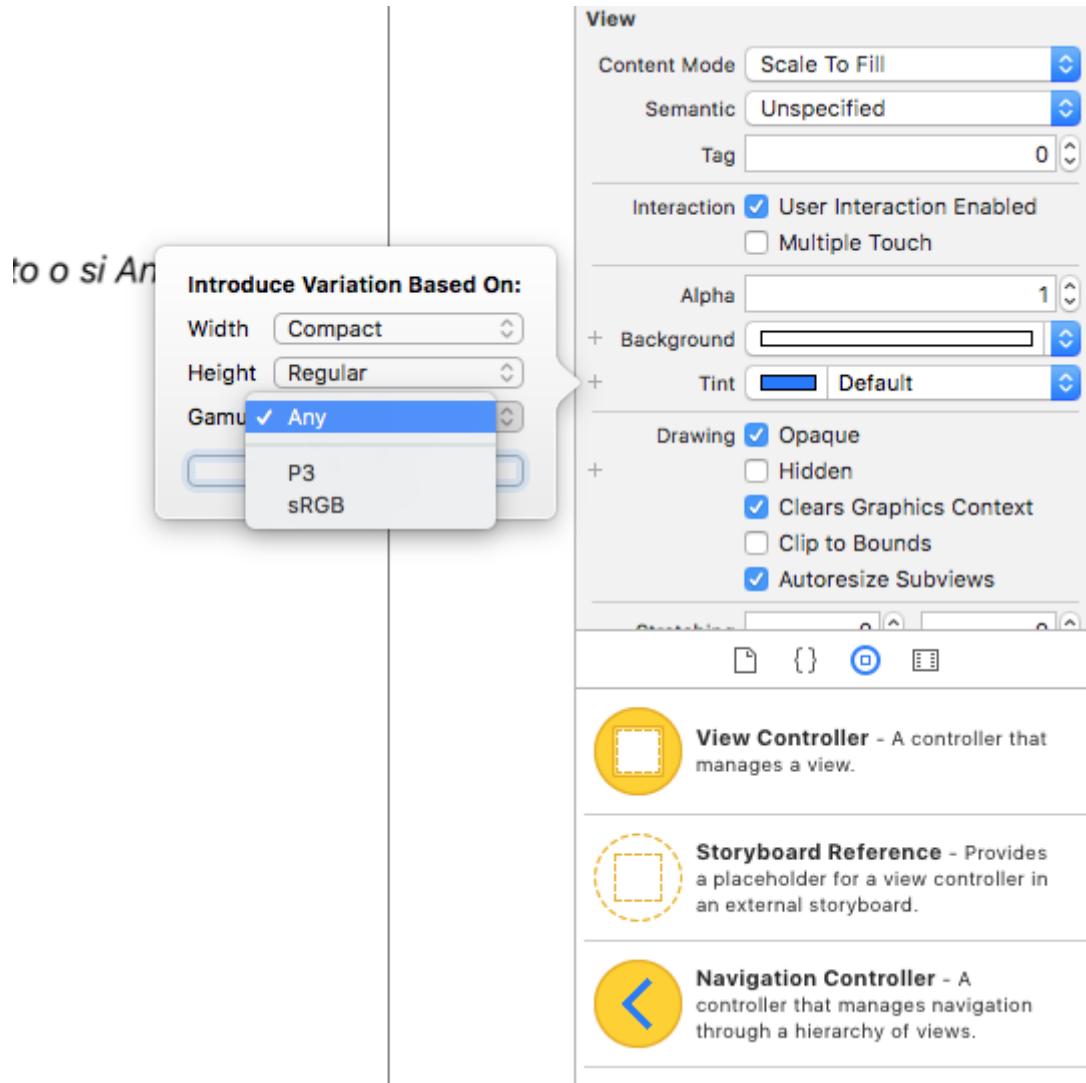 View
Content Mode Scale To Fill
Semantic Unspecified
Tag 0
Interaction User Interaction Enabled
Multiple Touch
to o si An
Introduce Variation Based On:
Width Compact
Height Regular
Gamu
Any
P3
sRGB
Alpha 1
+ Background
+ Tint Default
Drawing Opaque
+ Hidden
Clears Graphics Context
Clip to Bounds
Autoresize Subviews
{}
View Controller - A controller that
manages a view.
Storyboard Reference - Provides
a placeholder for a view controller in
an external storyboard.
Navigation Controller - A
controller that manages navigation
through a hierarchy of views.